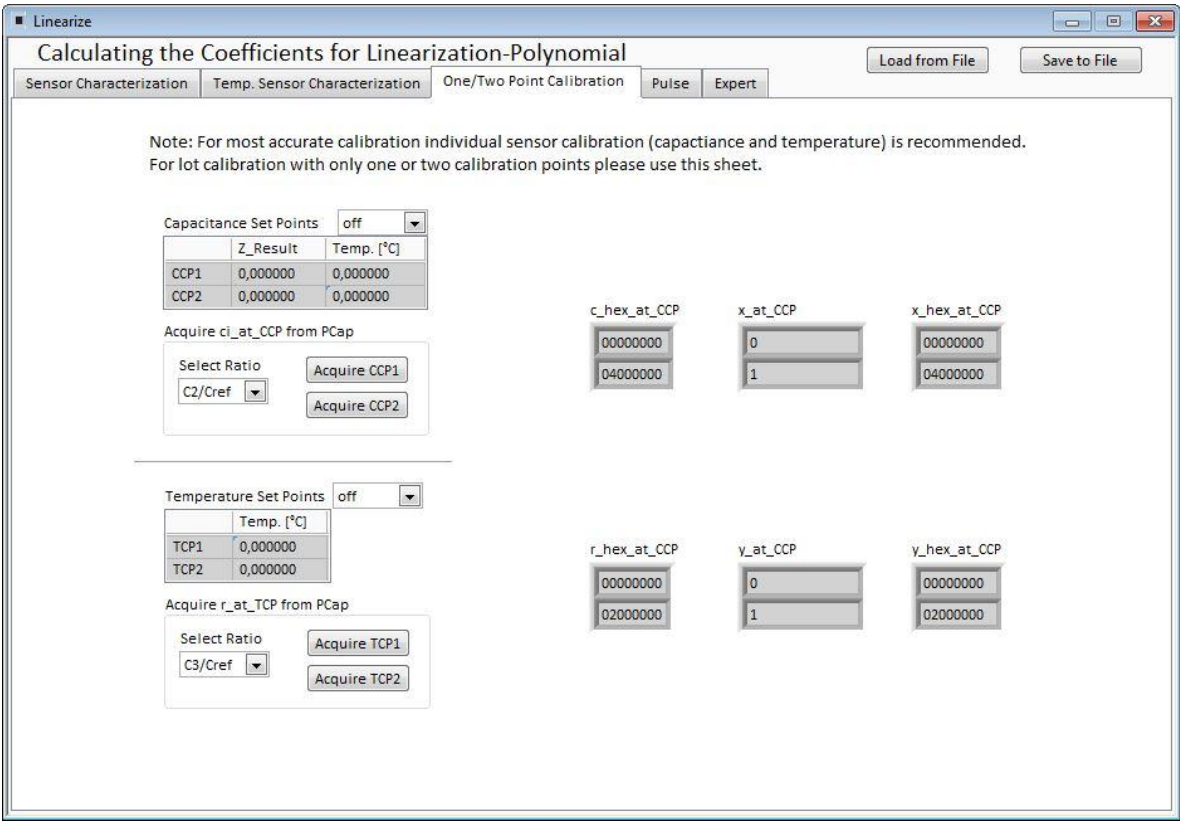 Linearize
Calculating the Coefficients for Linearization-Polynomial
Load from File Save to File
Sensor Characterization Temp. Sensor Characterization One/Two Point Calibration Pulse Expert
Note: For most accurate calibration individual sensor calibration (capactiance and temperature) is recommended.
For lot calibration with only one or two calibration points please use this sheet.
Capacitance Set Points off
Z_Result Temp. [°C]
CCP1 0,000000 0,000000
CCP2 0,000000 0,000000
c_hex_at_CCP x_at_CCP x_hex_at_CCP
00000000 0 00000000
04000000 1 04000000
Acquire ci_at_CCP from PCap
Select Ratio
C2/Cref
Acquire CCP1
Acquire CCP2
Temperature Set Points off
Temp. [°C]
TCP1 0,000000
TCP2 0,000000
r_hex_at_CCP y_at_CCP y_hex_at_CCP
00000000 0 00000000
02000000 1 02000000
Acquire r_at_TCP from PCap
Select Ratio
C3/Cref
Acquire TCP1
Acquire TCP2